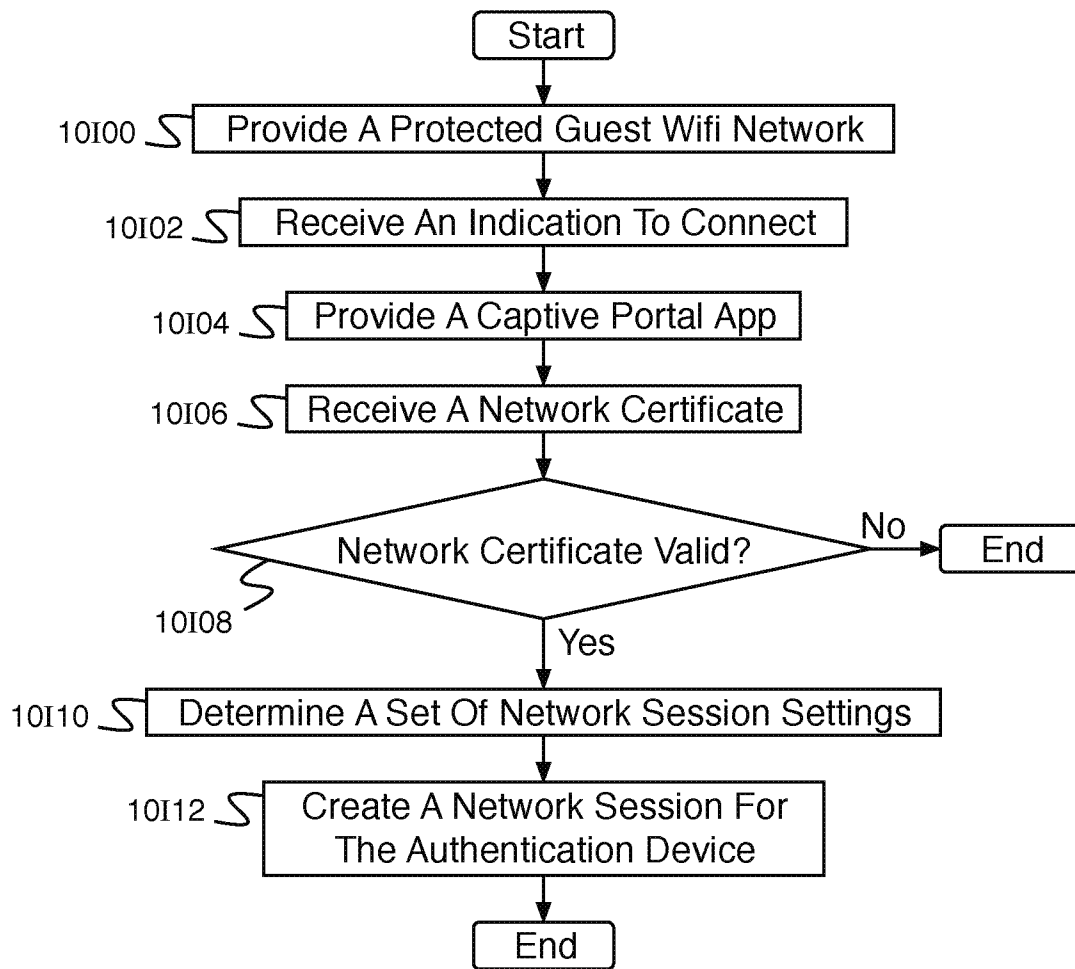 Start
10I00
Provide A Protected Guest Wifi Network
10I02
Receive An Indication To Connect
10I04
Provide A Captive Portal App
10I06
Receive A Network Certificate
Network Certificate Valid?
No
End
10I08
Yes
10I10
Determine A Set Of Network Session Settings
10I12
Create A Network Session For
The Authentication Device
End